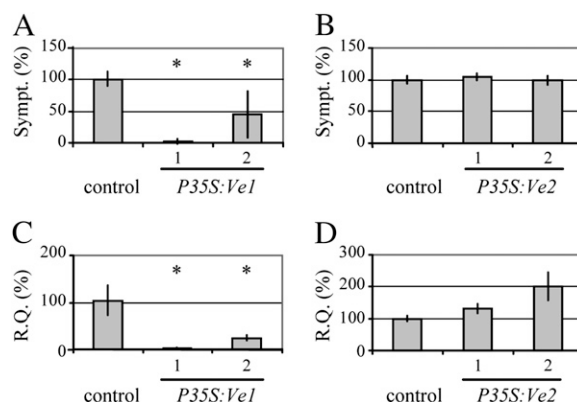 A
Sympt. (%)
150
100
50
0
* *
1 2
control P35S:Ve1
B
Sympt. (%)
150
100
50
0
1 2
control P35S:Ve2
C
R.Q. (%)
200
100
0
* *
1 2
control P35S:Ve1
D
R.Q. (%)
300
200
100
0
1 2
control P35S:Ve2